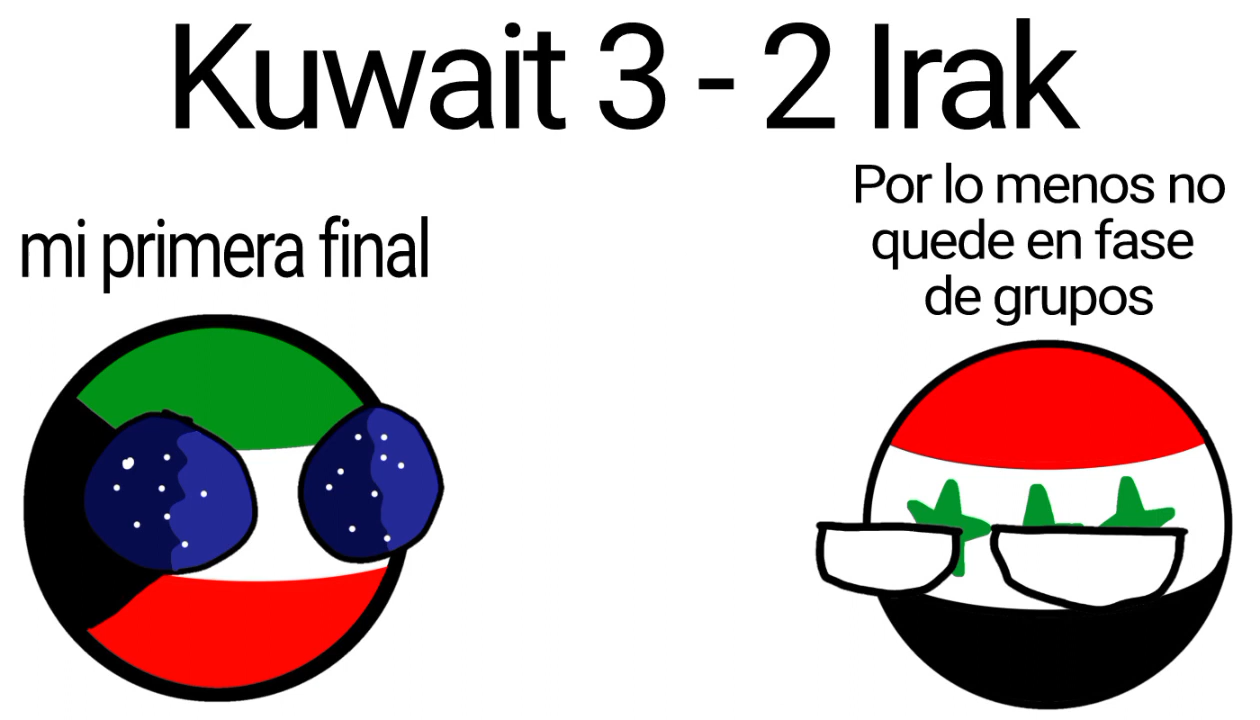 Kuwait 3 - 2 Irak
mi primera final
Por lo menos no
quede en fase
de grupos